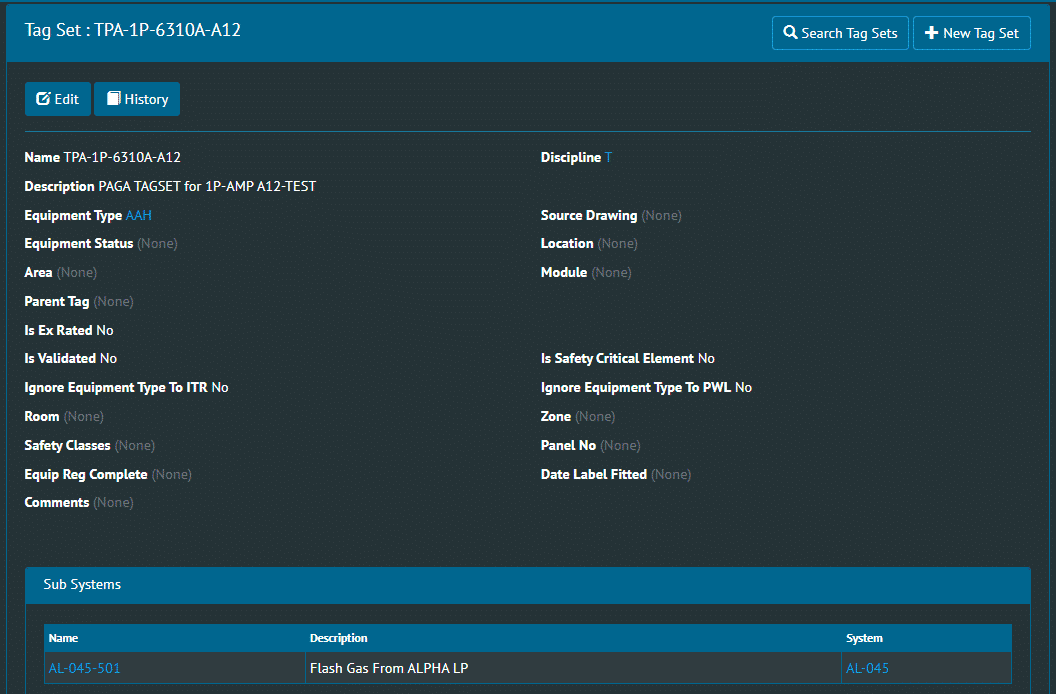 Tag Set : TPA-1P-6310A-A12
Search Tag Sets
New Tag Set
Edit
History
Name TPA-1P-6310A-A12
Discipline T
Description PAGA TAGSET for 1P-AMP A12-TEST
Equipment Type AAH
Source Drawing (None)
Equipment Status (None)
Location (None)
Area (None)
Module (None)
Parent Tag (None)
Is Ex Rated No
Is Validated No
Is Safety Critical Element No
Ignore Equipment Type To ITR No
Ignore Equipment Type To PWL No
Room (None)
Zone (None)
Safety Classes (None)
Panel No (None)
Equip Reg Complete (None)
Date Label Fitted (None)
Comments (None)
Sub Systems
Name
Description
System
AL-045-501
Flash Gas From ALPHA LP
AL-045